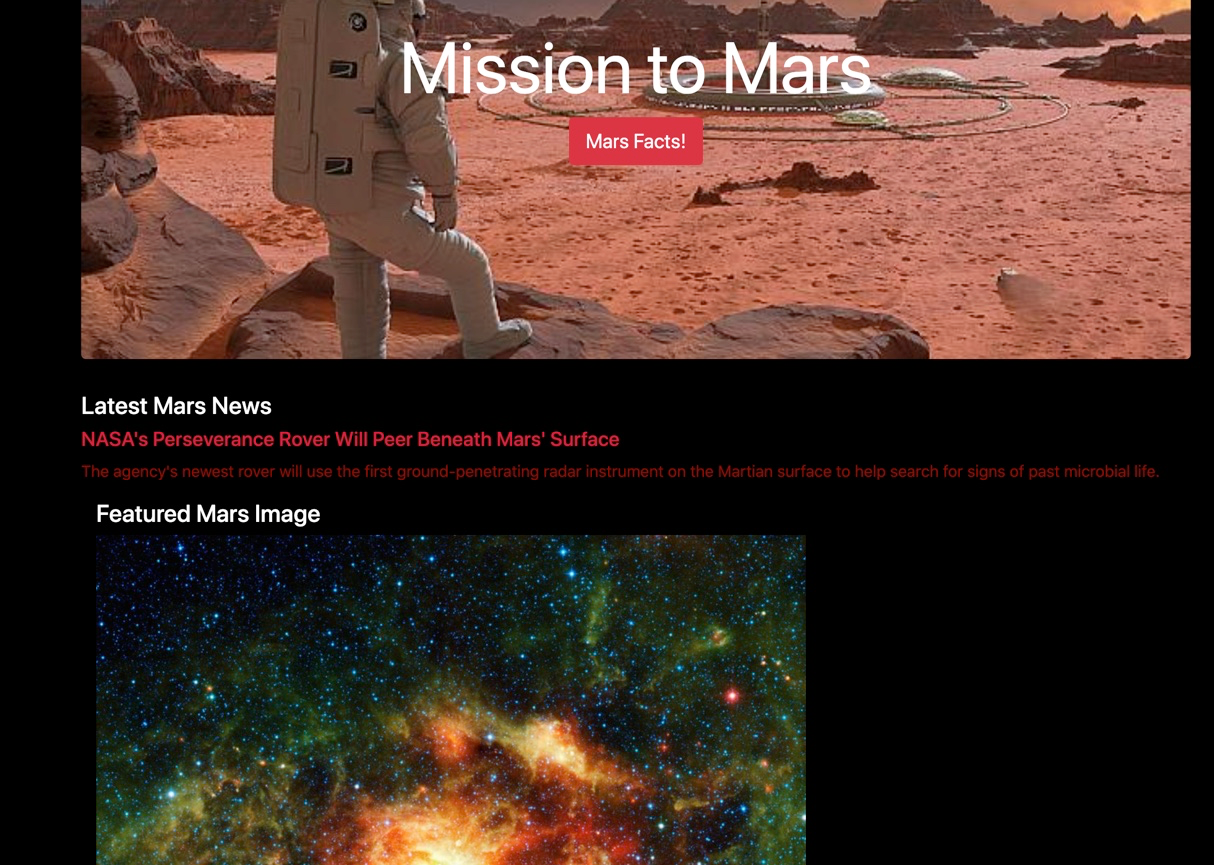 Mission to Mars
Mars Facts!
Latest Mars News
NASA's Perseverance Rover Will Peer Beneath Mars' Surface
The agency's newest rover will use the first ground-penetrating radar instrument on the Martian surface to help search for signs of past microbial life.
Featured Mars Image